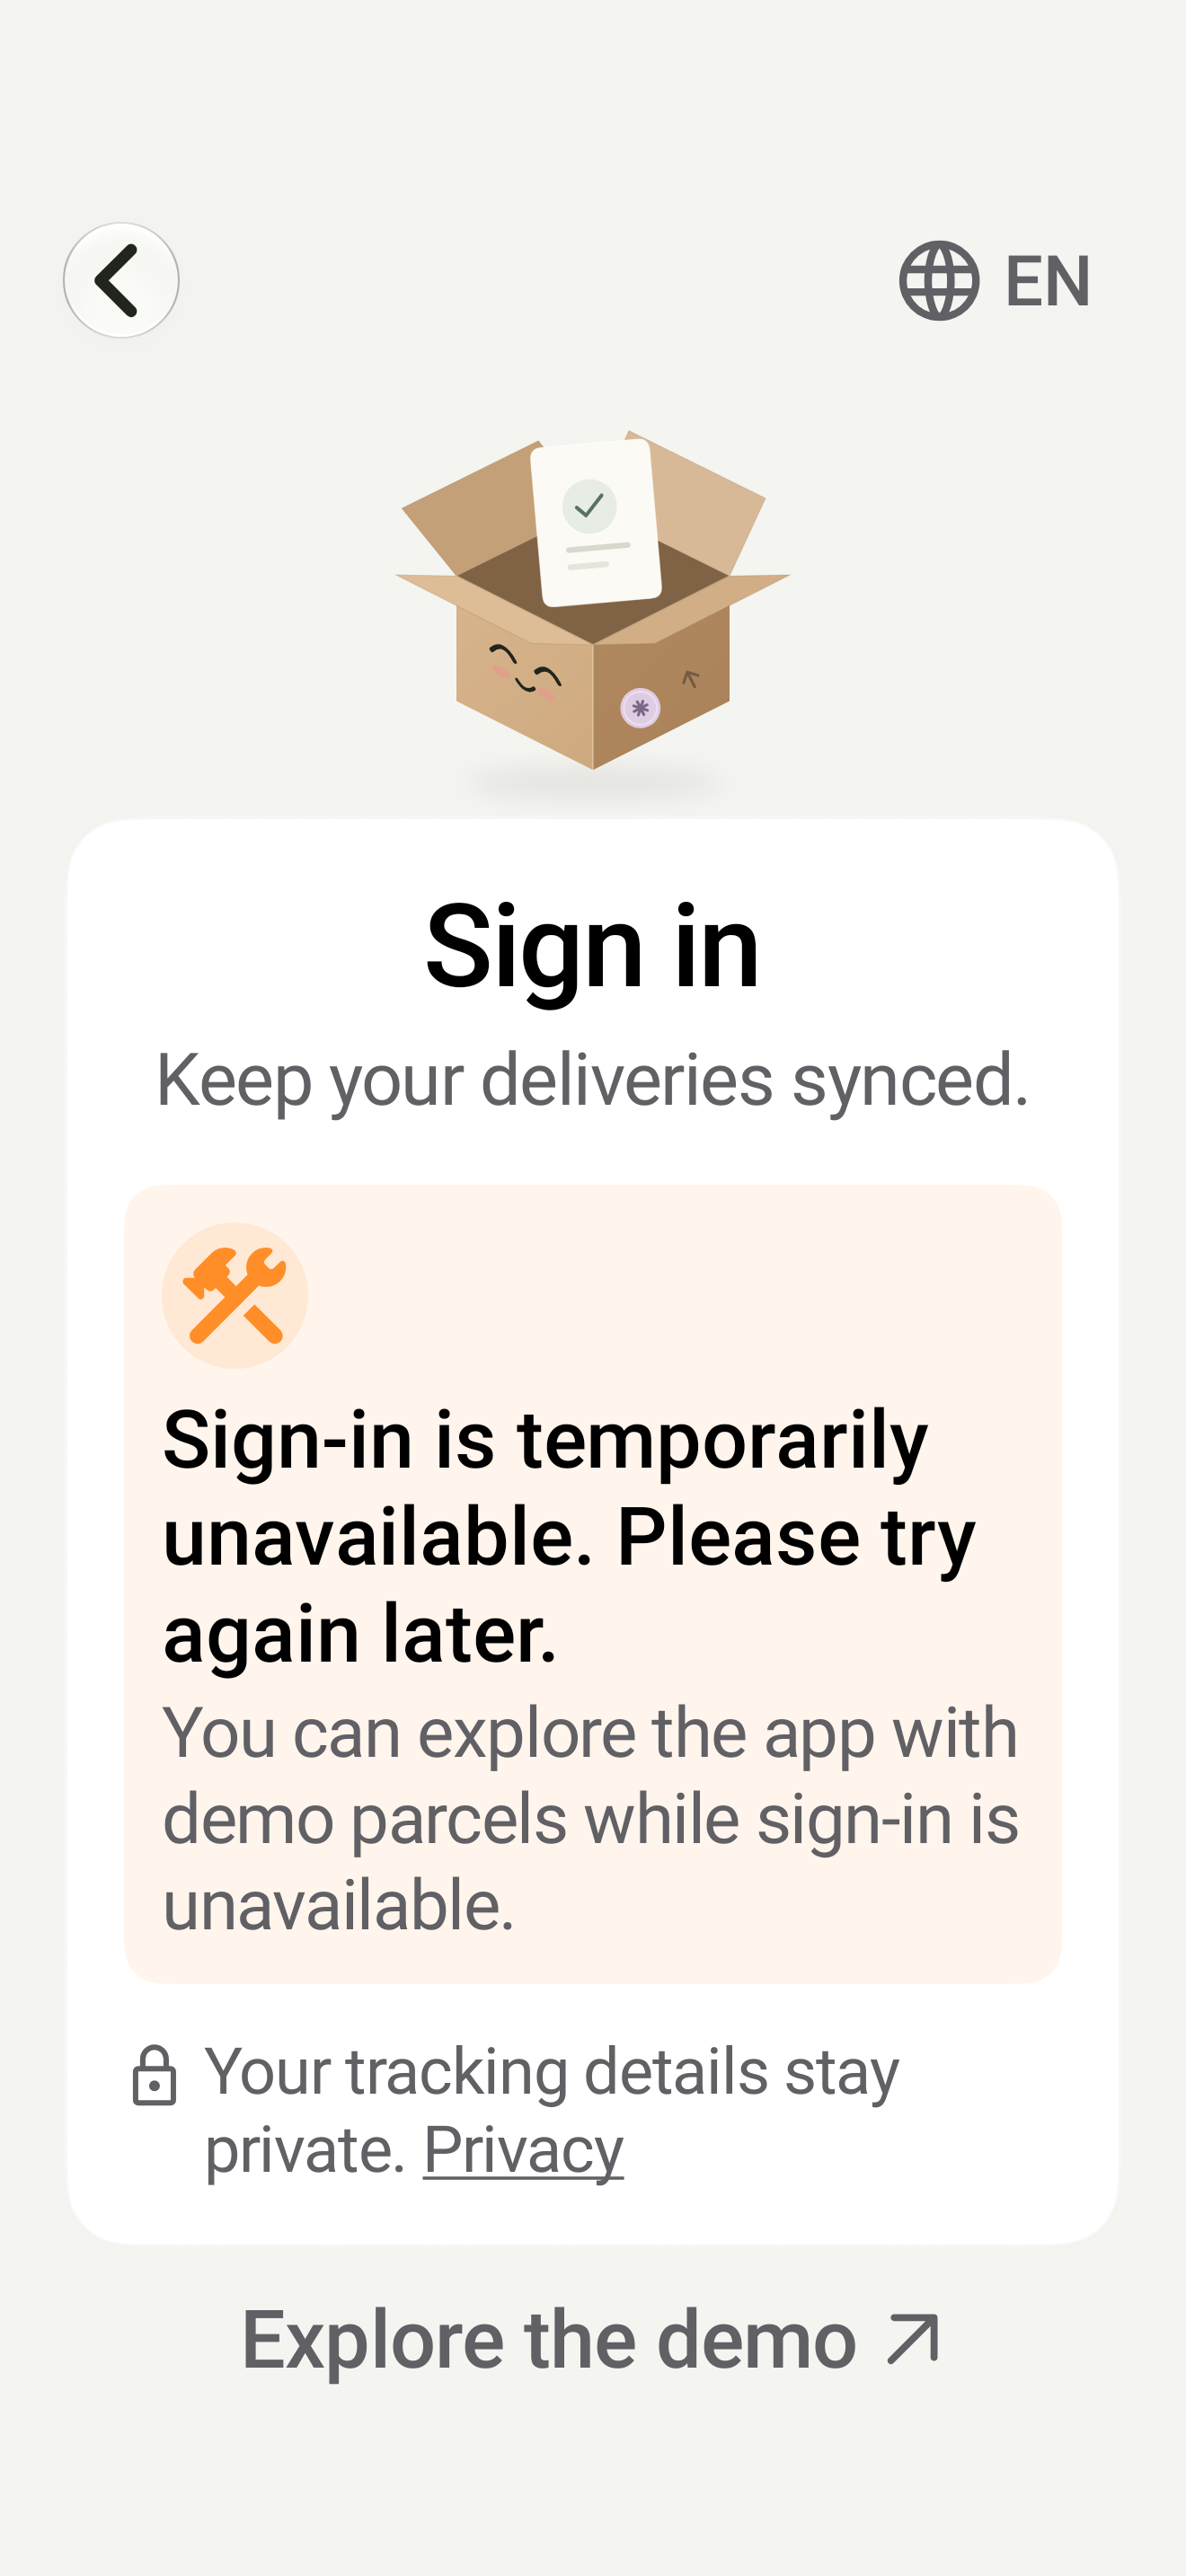 EN
Sign in
Keep your deliveries synced.
Sign-in is temporarily
unavailable. Please try
again later.
You can explore the app with
demo parcels while sign-in is
unavailable.
Your tracking details stay
private. Privacy
Explore the demo